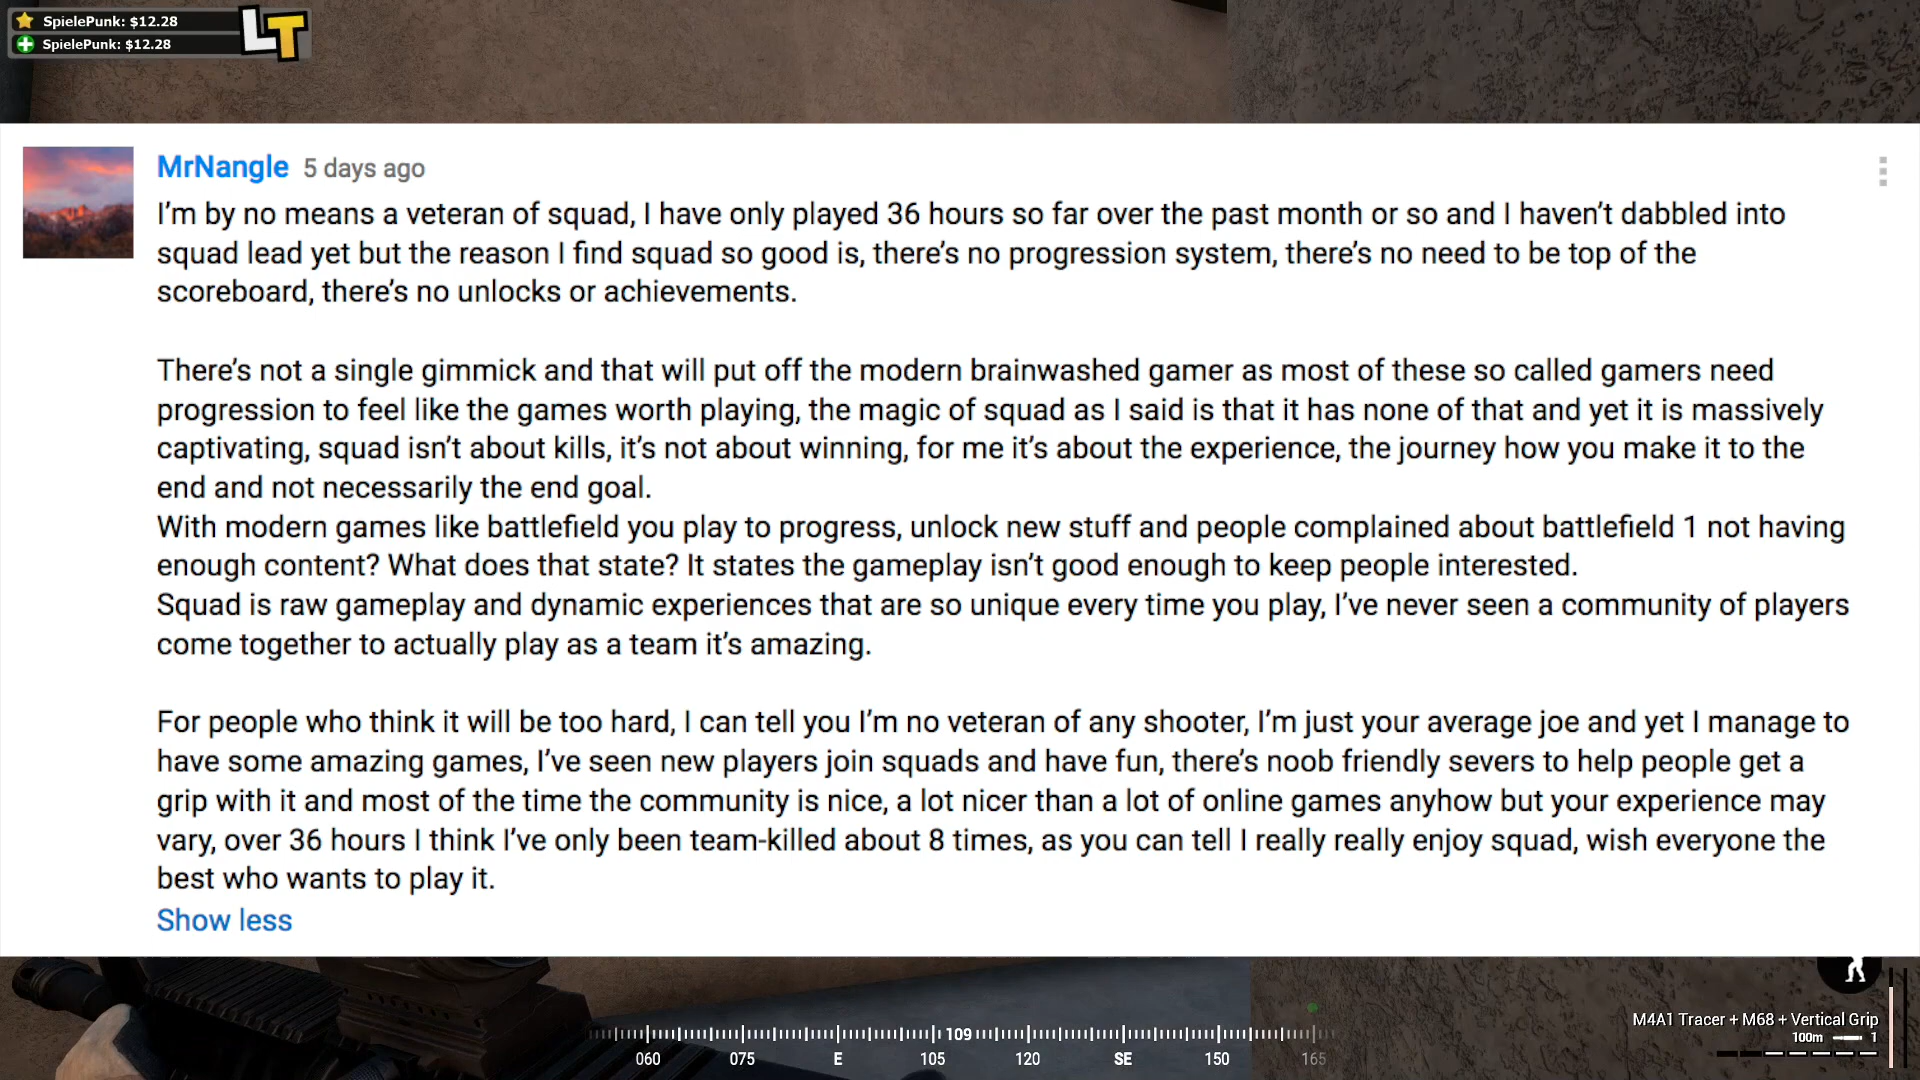 SpielePunk: $12.28
SpielePunk: $12.28
LT
MrNangle 5 days ago
I’m by no means a veteran of squad, I have only played 36 hours so far over the past month or so and I haven’t dabbled into
squad lead yet but the reason I find squad so good is, there’s no progression system, there’s no need to be top of the
scoreboard, there’s no unlocks or achievements.
There’s not a single gimmick and that will put off the modern brainwashed gamer as most of these so called gamers need
progression to feel like the games worth playing, the magic of squad as I said is that it has none of that and yet it is massively
captivating, squad isn’t about kills, it’s not about winning, for me it’s about the experience, the journey how you make it to the
end and not necessarily the end goal.
With modern games like battlefield you play to progress, unlock new stuff and people complained about battlefield 1 not having
enough content? What does that state? It states the gameplay isn’t good enough to keep people interested.
Squad is raw gameplay and dynamic experiences that are so unique every time you play, I’ve never seen a community of players
come together to actually play as a team it’s amazing.
For people who think it will be too hard, I can tell you I’m no veteran of any shooter, I’m just your average joe and yet I manage to
have some amazing games, I’ve seen new players join squads and have fun, there’s noob friendly severs to help people get a
grip with it and most of the time the community is nice, a lot nicer than a lot of online games anyhow but your experience may
vary, over 36 hours I think I’ve only been team-killed about 8 times, as you can tell I really really enjoy squad, wish everyone the
best who wants to play it.
Show less
109
060 075 E 105 120 SE 150 165
M4A1 Tracer + M68 + Vertical Grip
100m 1